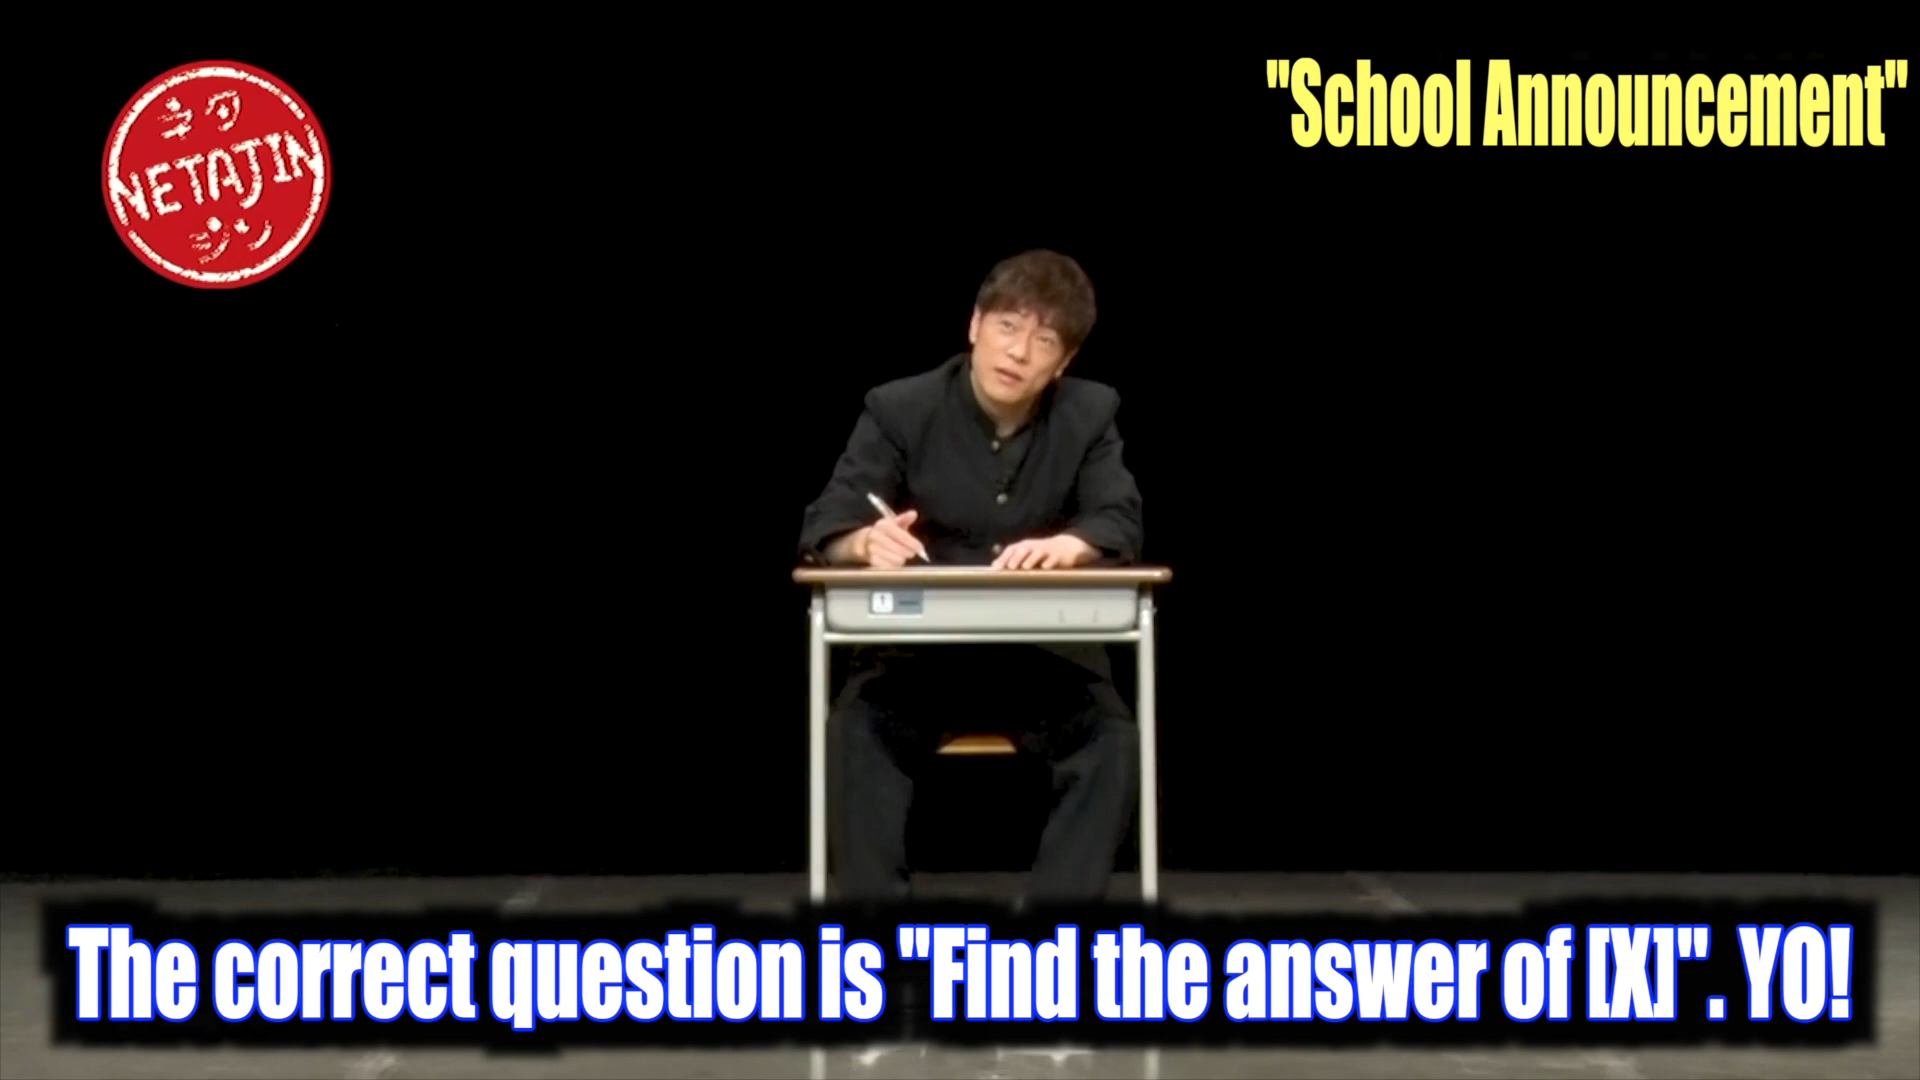 "School Announcement"
ネタ
NETAJIN
ジン
The correct question is "Find the answer of [X]". YO!